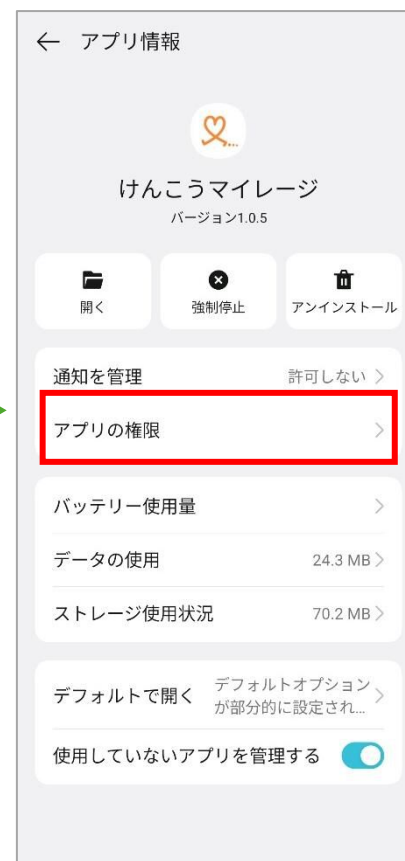 ← アプリ情報
けんこうマイレージ
バージョン1.0.5
開く
強制停止
アンインストール
通知を管理 許可しない >
アプリの権限 >
バッテリー使用量 >
データの使用 24.3 MB >
ストレージ使用状況 70.2 MB >
デフォルトで開く デフォルトオプション
が部分的に設定され... >
使用していないアプリを管理する